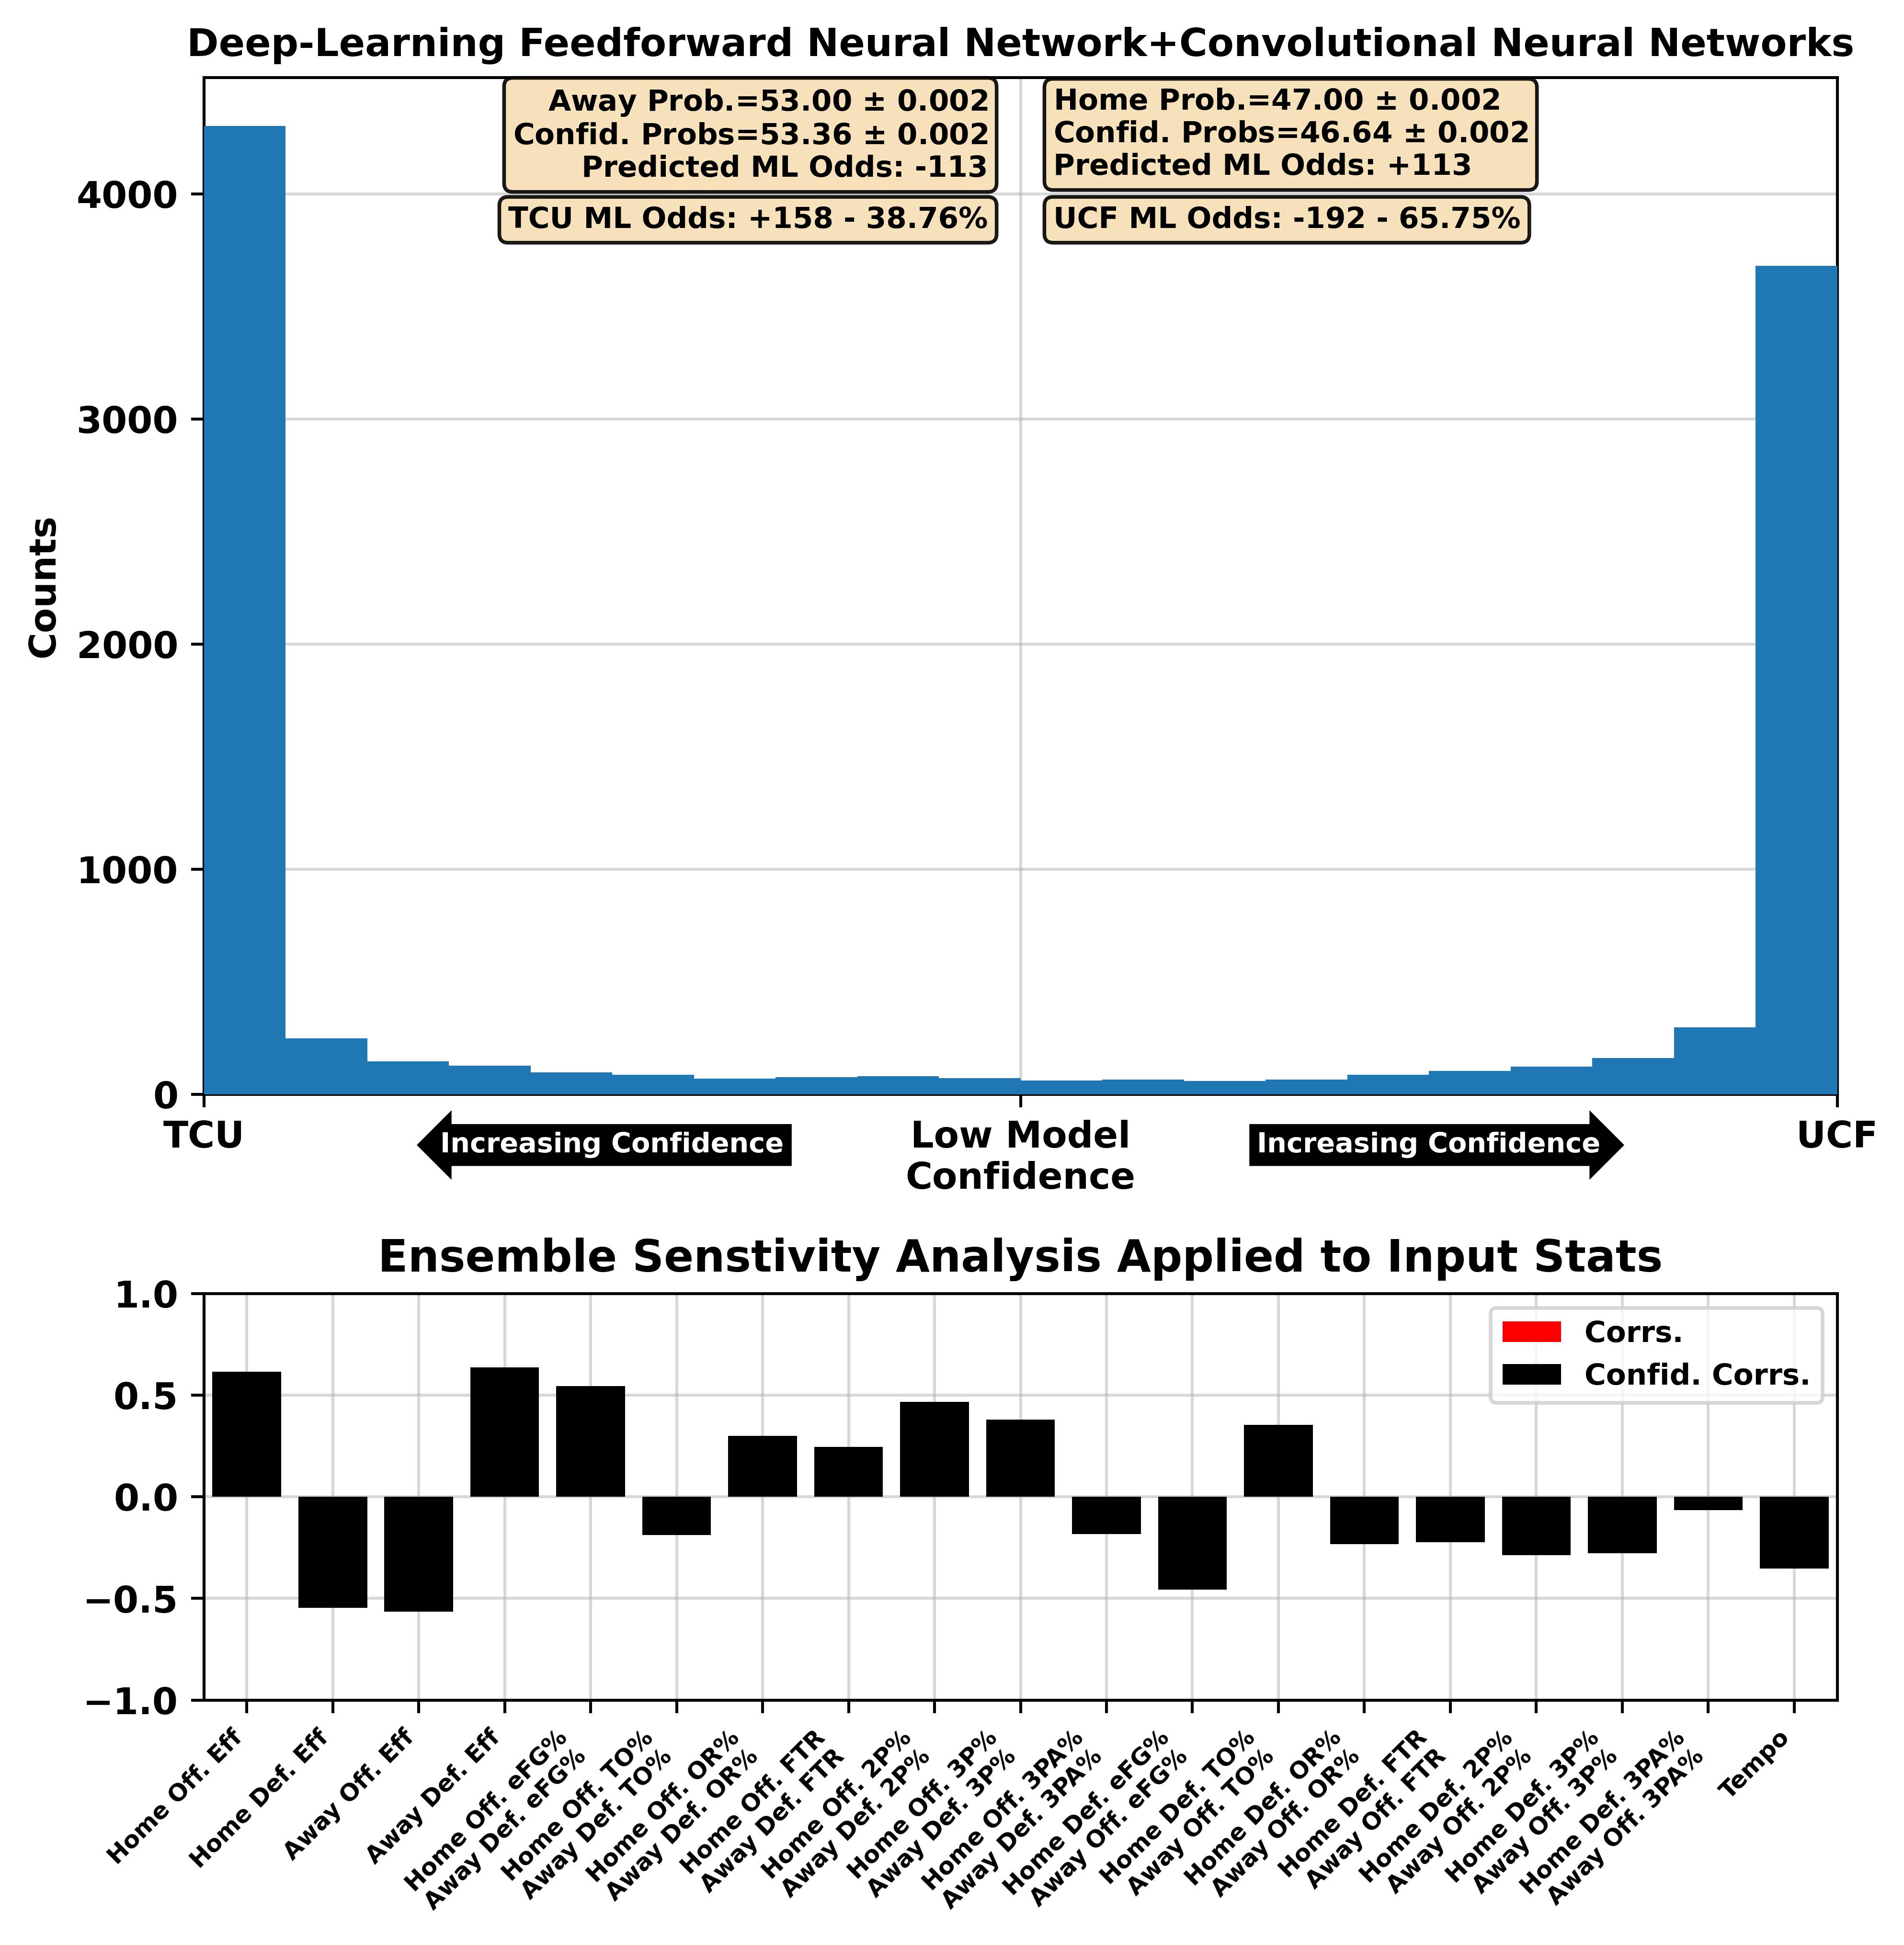 Deep-Learning Feedforward Neural Network+Convolutional Neural Networks
Away Prob.=53.00 ± 0.002
Confid. Probs=53.36 ± 0.002
Predicted ML Odds: -113
TCU ML Odds: +158 - 38.76%
Home Prob.=47.00 ± 0.002
Confid. Probs=46.64 ± 0.002
Predicted ML Odds: +113
UCF ML Odds: -192 - 65.75%
Counts
4000
3000
2000
1000
0
TCU
Increasing Confidence
Low Model
Confidence
Increasing Confidence
UCF
Ensemble Senstivity Analysis Applied to Input Stats
1.0
0.5
0.0
−0.5
−1.0
Corrs.
Confid. Corrs.
Home Off. Eff
Home Def. Eff
Away Off. Eff
Away Def. Eff
Home Off. eFG%
Away Def. eFG%
Home Off. TO%
Away Def. TO%
Home Off. OR%
Away Def. OR%
Home Off. FTR
Away Def. FTR
Home Off. 2P%
Away Def. 2P%
Home Off. 3P%
Away Def. 3P%
Home Off. 3PA%
Away Def. 3PA%
Home Def. eFG%
Away Off. eFG%
Home Def. TO%
Away Off. TO%
Home Def. OR%
Away Off. OR%
Home Def. FTR
Away Off. FTR
Home Def. 2P%
Away Off. 2P%
Home Def. 3P%
Away Off. 3P%
Home Def. 3PA%
Away Off. 3PA%
Tempo